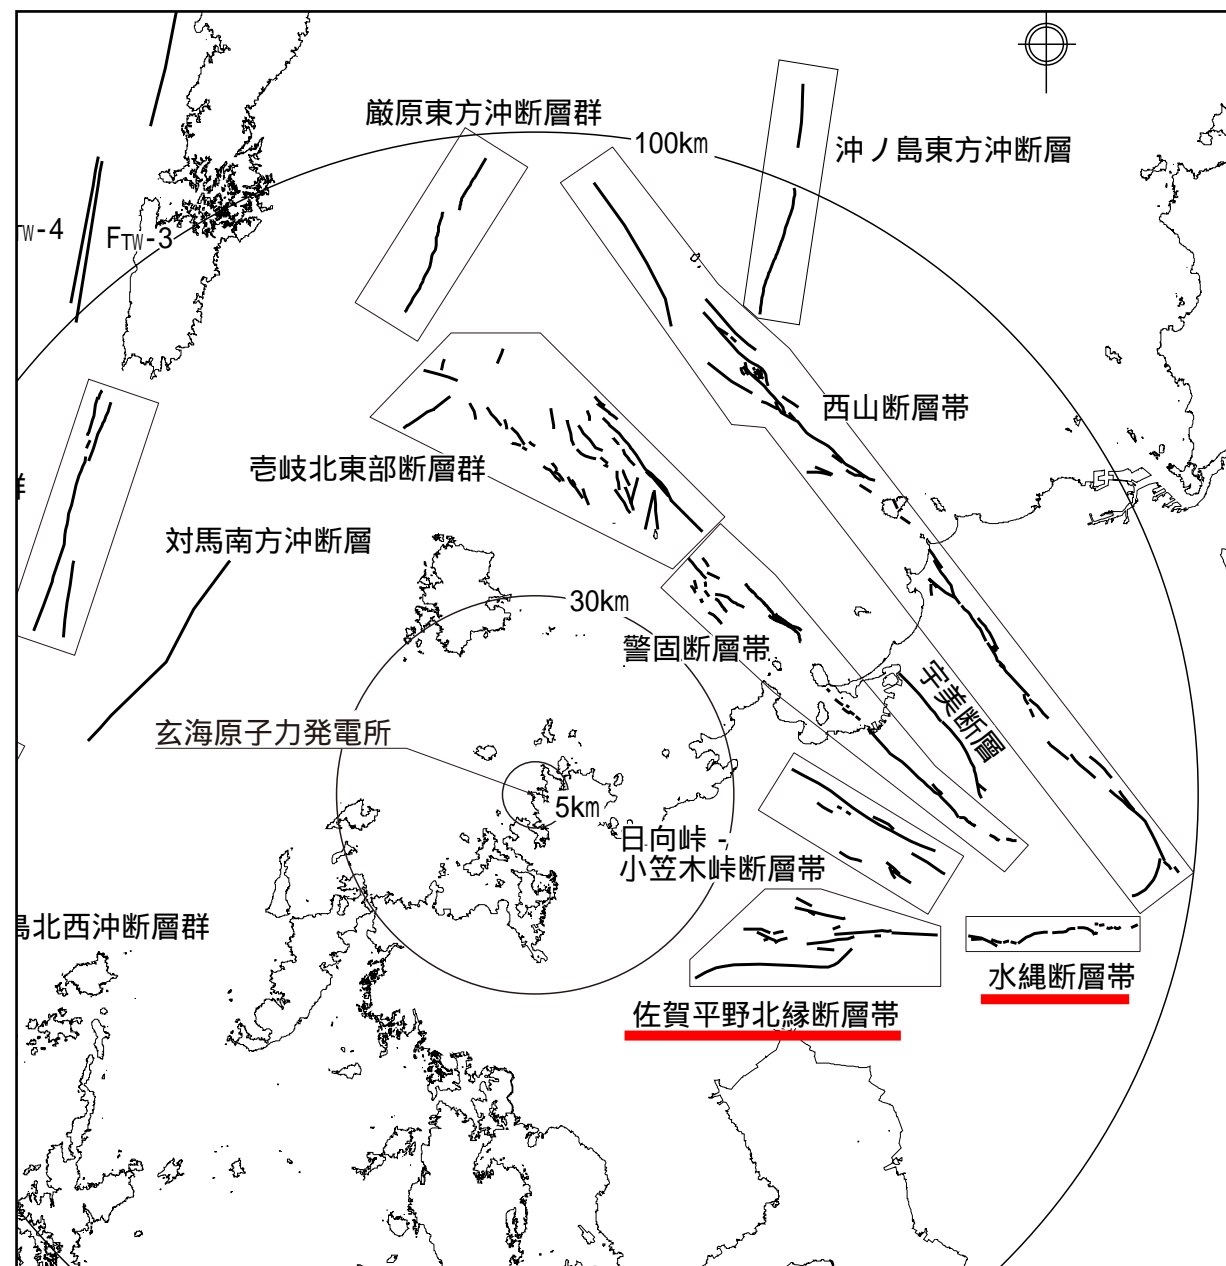 厳原東方沖断層群
100km
沖ノ島東方沖断層
TW-4
FTW-3
西山断層帯
壱岐北東部断層群
群
対馬南方沖断層
30km
警固断層帯
宇美断層
玄海原子力発電所
5km
日向峠 -
小笠木峠断層帯
島北西沖断層群
水縄断層帯
佐賀平野北縁断層帯